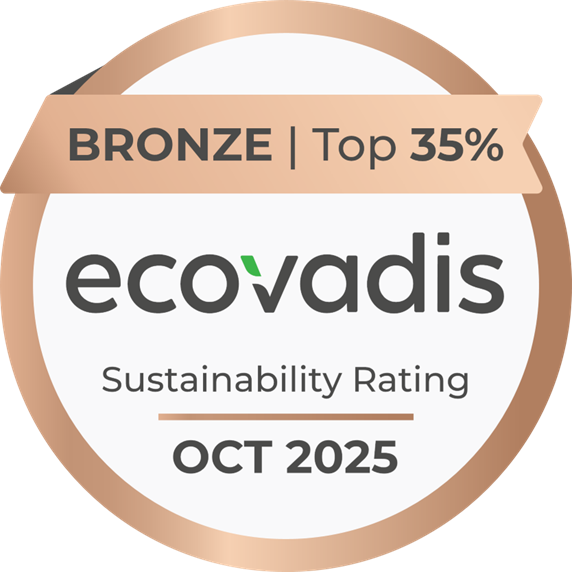 BRONZE | Top 35%
ecovadis
Sustainability Rating
OCT 2025